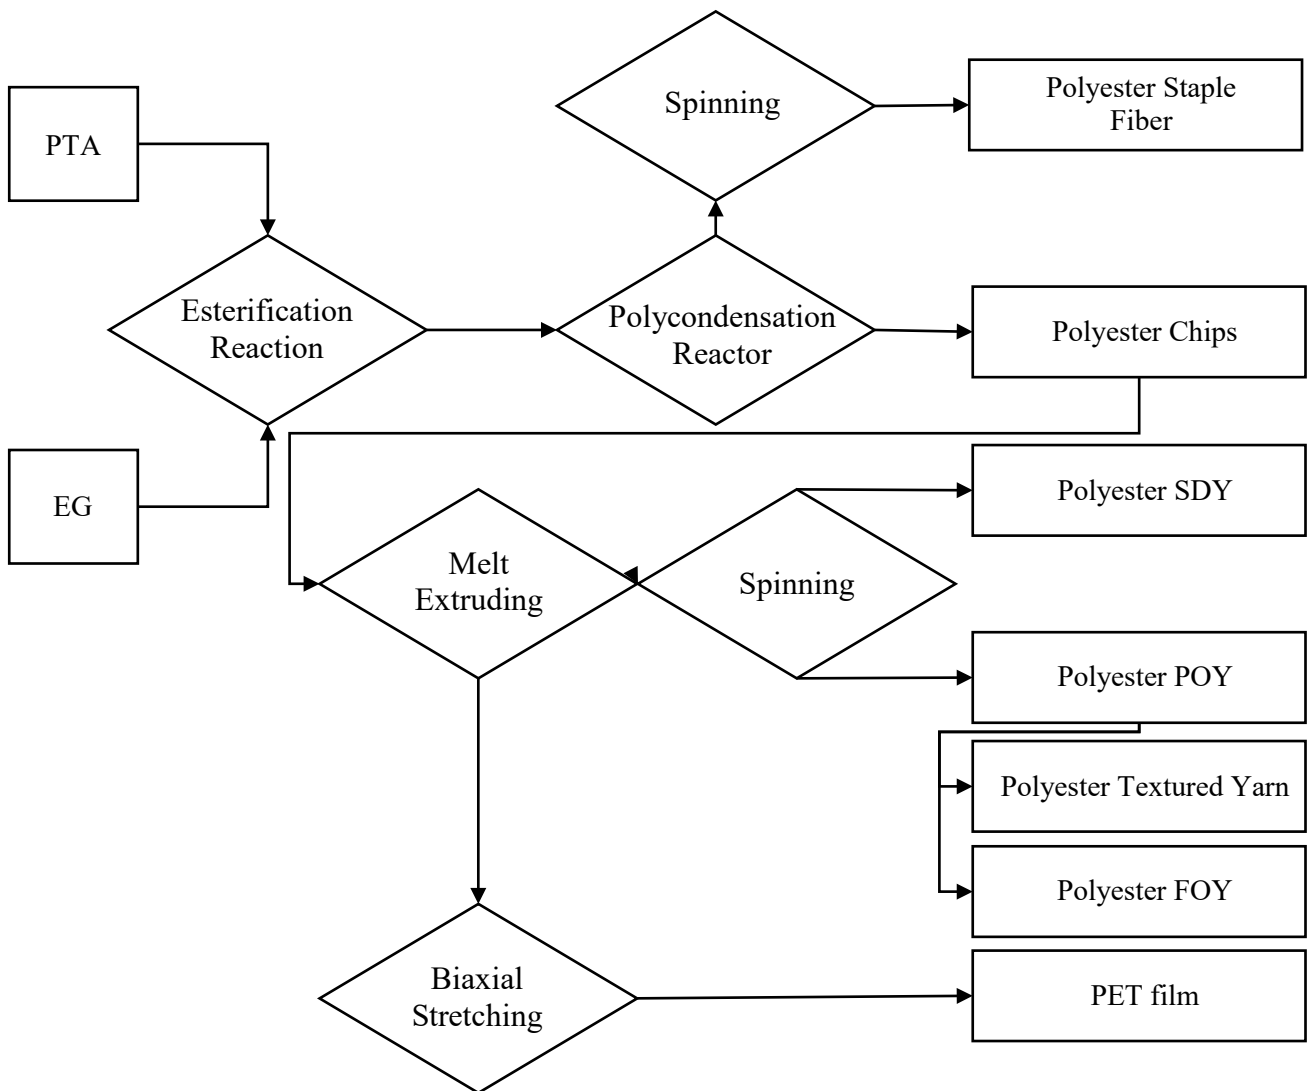 Spinning
Polyester Staple
Fiber
PTA
Esterification
Reaction
Polycondensation
Reactor
Polyester Chips
EG
Polyester SDY
Melt
Extruding
Spinning
Polyester POY
Polyester Textured Yarn
Polyester FOY
Biaxial
Stretching
PET film